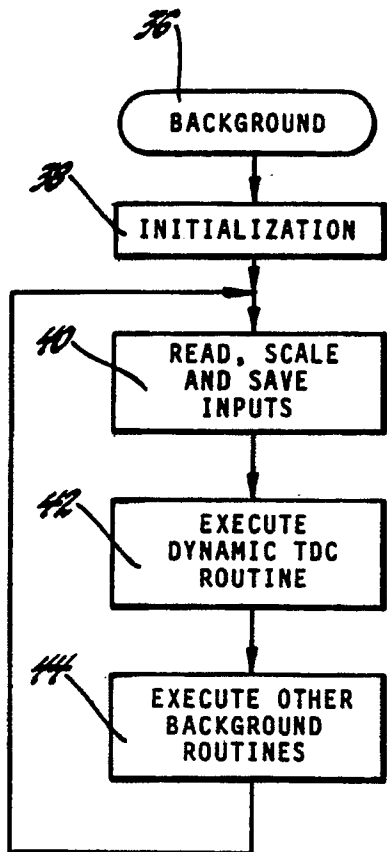 36
BACKGROUND
38
INITIALIZATION
40
READ, SCALE
AND SAVE
INPUTS
42
EXECUTE
DYNAMIC TDC
ROUTINE
44
EXECUTE OTHER
BACKGROUND
ROUTINES